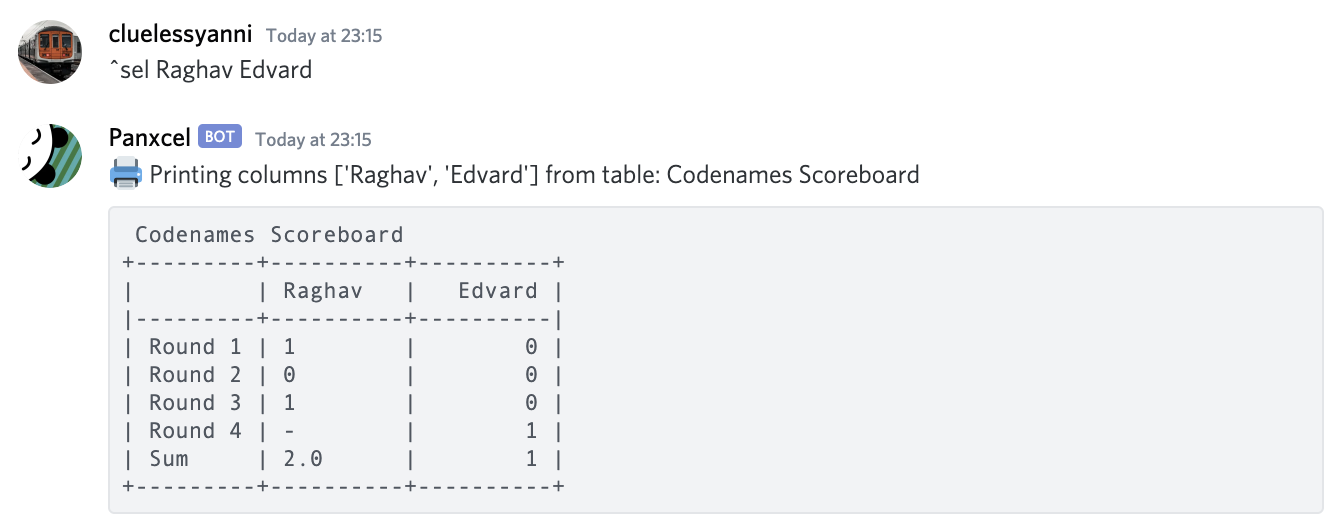 cluelessyanni Today at 23:15
^sel Raghav Edvard
Panxcel BOT Today at 23:15
Printing columns ['Raghav', 'Edvard'] from table: Codenames Scoreboard
 Codenames Scoreboard
+---------+----------+----------+
|         | Raghav   |   Edvard |
|---------+----------+----------|
| Round 1 | 1        |        0 |
| Round 2 | 0        |        0 |
| Round 3 | 1        |        0 |
| Round 4 | -        |        1 |
| Sum     | 2.0      |        1 |
+---------+----------+----------+